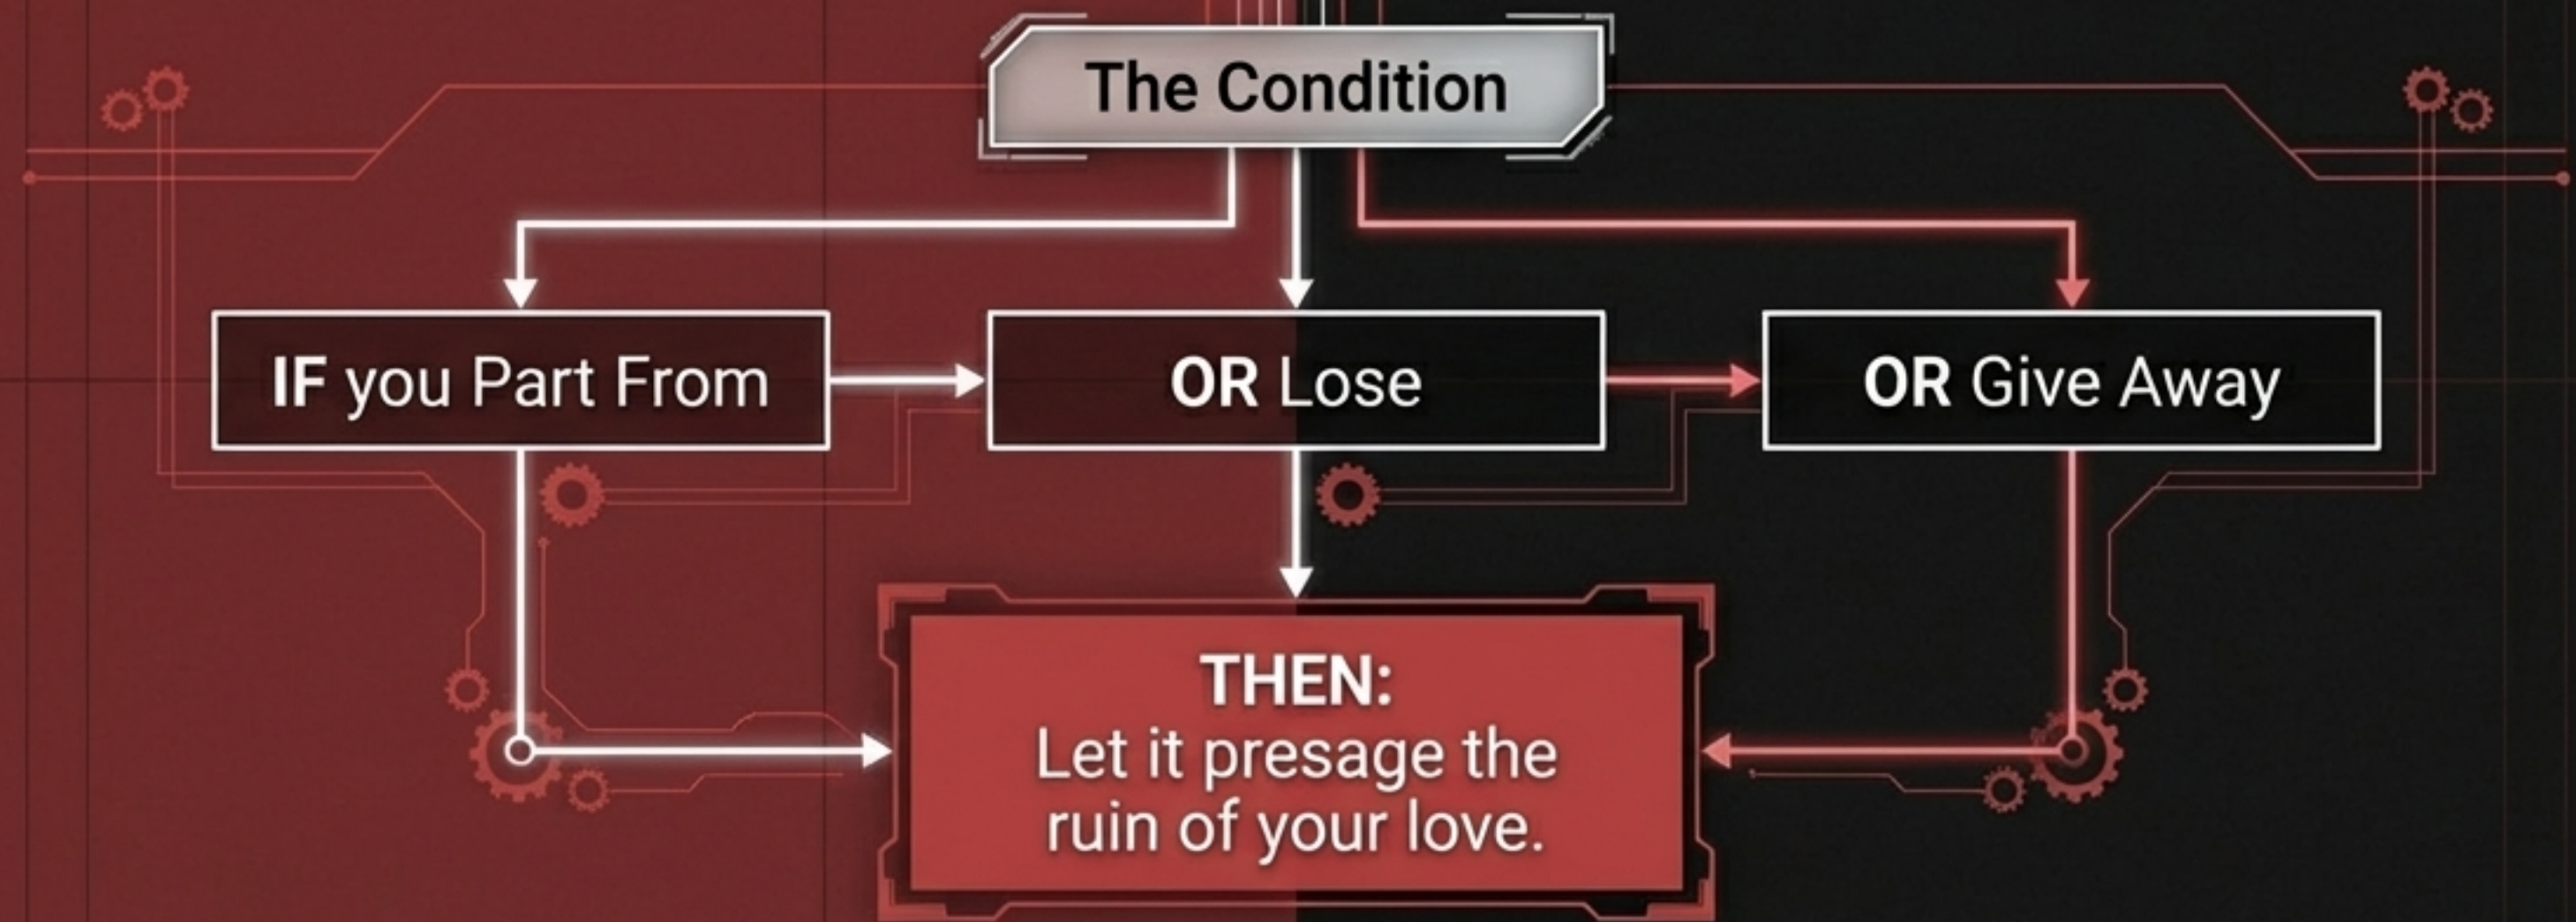 The Condition
IF you Part From
OR Lose
OR Give Away
THEN:
Let it presage the
ruin of your love.